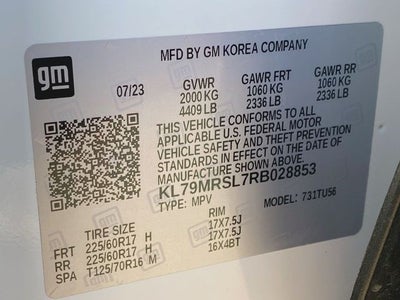 gm
MFD BY GM KOREA COMPANY
07/23 GVWR GAWR FRT GAWR RR
2000 KG 1060 KG 1060 KG
4409 LB 2336 LB 2336 LB
THIS VEHICLE CONFORMS TO ALL
APPLICABLE U.S. FEDERAL MOTOR
VEHICLE SAFETY AND THEFT PREVENTION
STANDARDS IN EFFECT ON THE DATE OF
MANUFACTURE SHOWN ABOVE.
KL79MRSL7RB028853
TYPE: MPV MODEL: 731TU56
TIRE SIZE RIM
FRT 225/60R17 H 17X7.5J
RR 225/60R17 H 17X7.5J
SPA T125/70R16 M 16X4BT